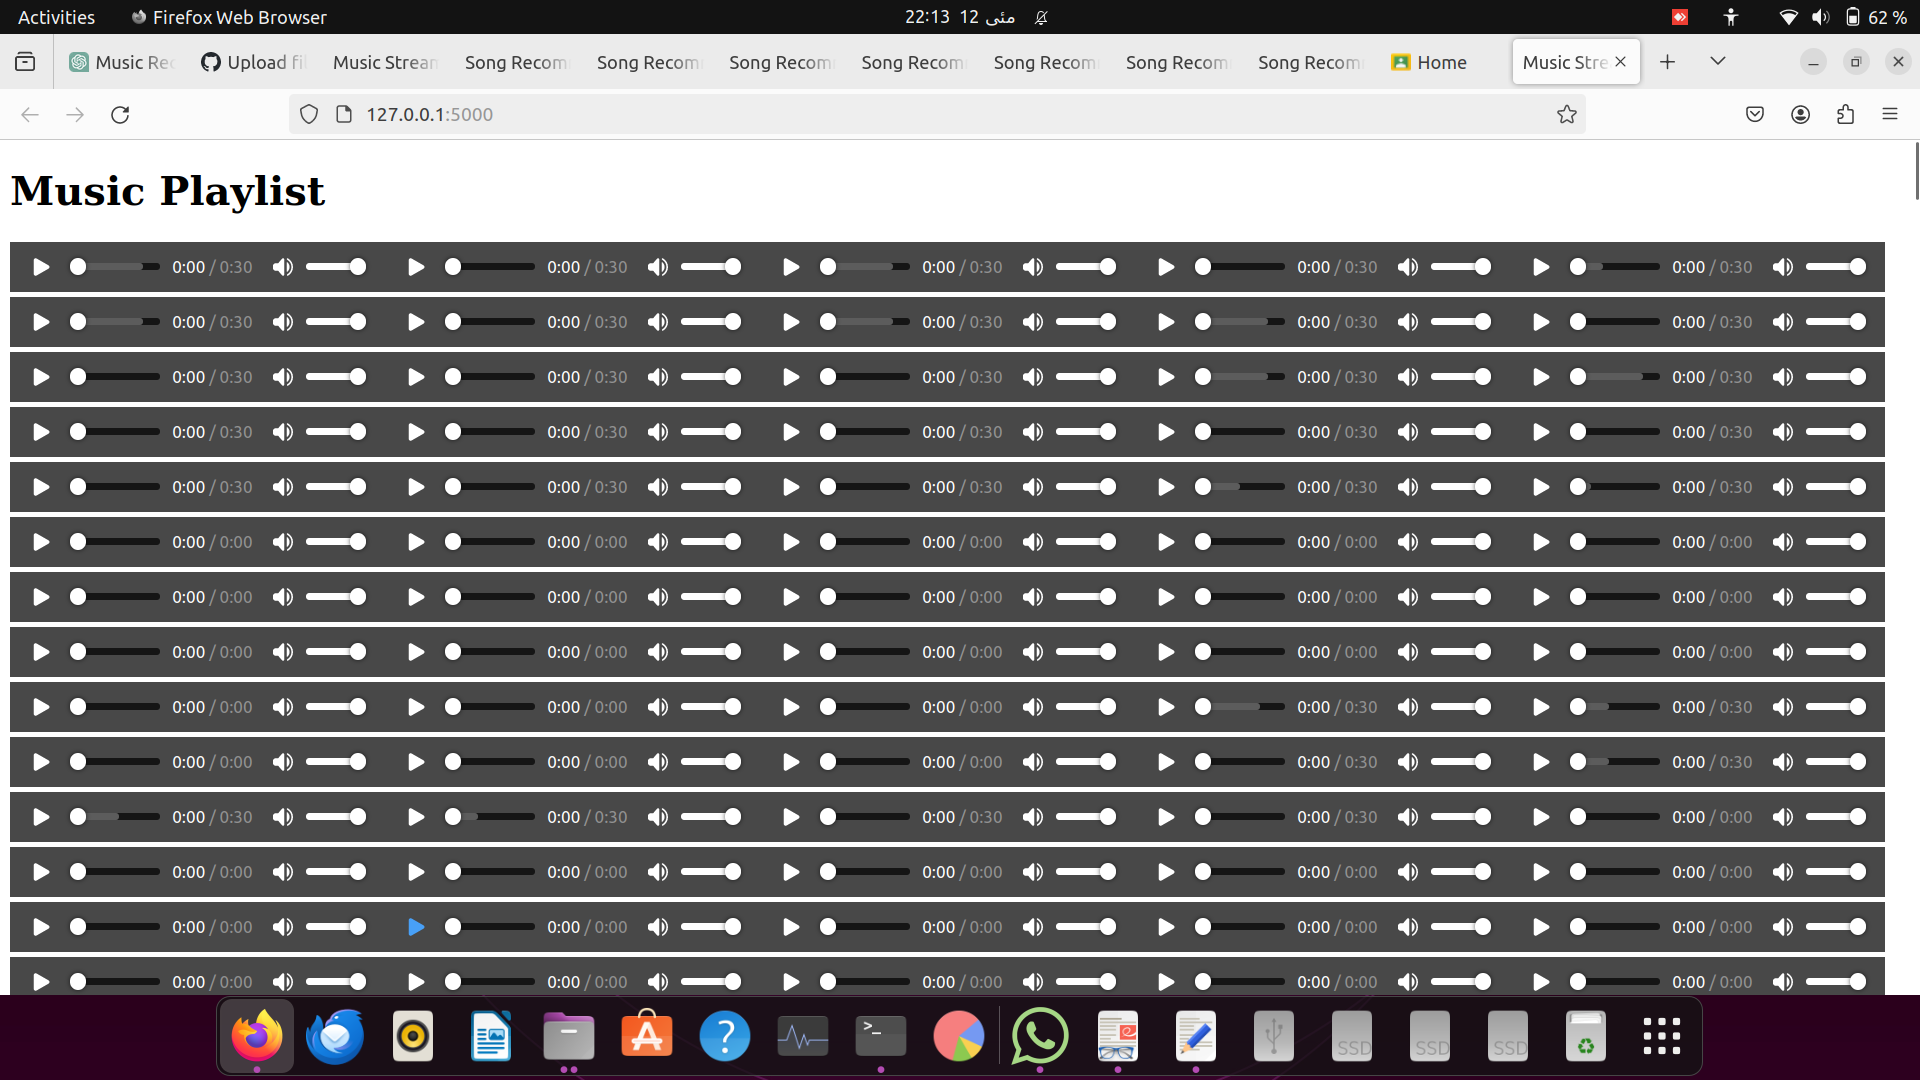 Activities Firefox Web Browser 22:13 12 مئی 62 %
Music Rec Upload fil Music Stream Song Recom Song Recom Song Recom Song Recom Song Recom Song Recom Song Recom Home Music Stre
127.0.0.1:5000
Music Playlist
0:00 / 0:30 0:00 / 0:30 0:00 / 0:30 0:00 / 0:30 0:00 / 0:30
0:00 / 0:30 0:00 / 0:30 0:00 / 0:30 0:00 / 0:30 0:00 / 0:30
0:00 / 0:30 0:00 / 0:30 0:00 / 0:30 0:00 / 0:30 0:00 / 0:30
0:00 / 0:30 0:00 / 0:30 0:00 / 0:30 0:00 / 0:30 0:00 / 0:30
0:00 / 0:30 0:00 / 0:30 0:00 / 0:30 0:00 / 0:30 0:00 / 0:30
0:00 / 0:00 0:00 / 0:00 0:00 / 0:00 0:00 / 0:00 0:00 / 0:00
0:00 / 0:00 0:00 / 0:00 0:00 / 0:00 0:00 / 0:00 0:00 / 0:00
0:00 / 0:00 0:00 / 0:00 0:00 / 0:00 0:00 / 0:00 0:00 / 0:00
0:00 / 0:00 0:00 / 0:00 0:00 / 0:00 0:00 / 0:30 0:00 / 0:30
0:00 / 0:00 0:00 / 0:00 0:00 / 0:00 0:00 / 0:30 0:00 / 0:30
0:00 / 0:30 0:00 / 0:30 0:00 / 0:30 0:00 / 0:30 0:00 / 0:00
0:00 / 0:00 0:00 / 0:00 0:00 / 0:00 0:00 / 0:00 0:00 / 0:00
0:00 / 0:00 0:00 / 0:00 0:00 / 0:00 0:00 / 0:00 0:00 / 0:00
0:00 / 0:00 0:00 / 0:00 0:00 / 0:00 0:00 / 0:00 0:00 / 0:00
SSD SSD SSD